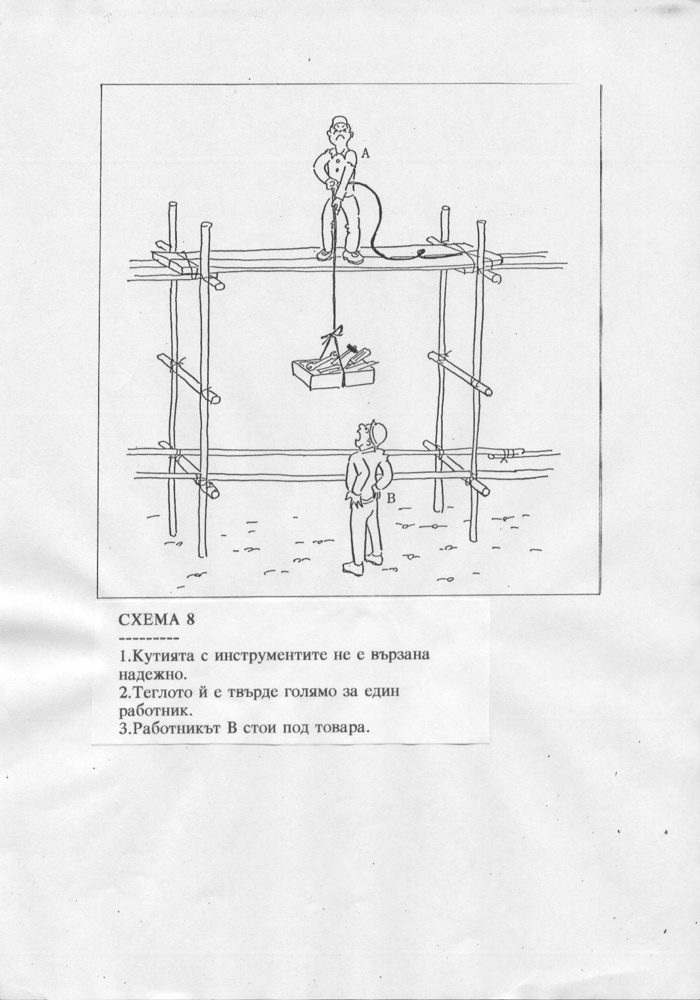 A
B
СХЕМА 8
---------
1.Кутията с инструментите не е вързана
надежно.
2.Теглото й е твърде голямо за един
работник.
3.Работникът В стои под товара.